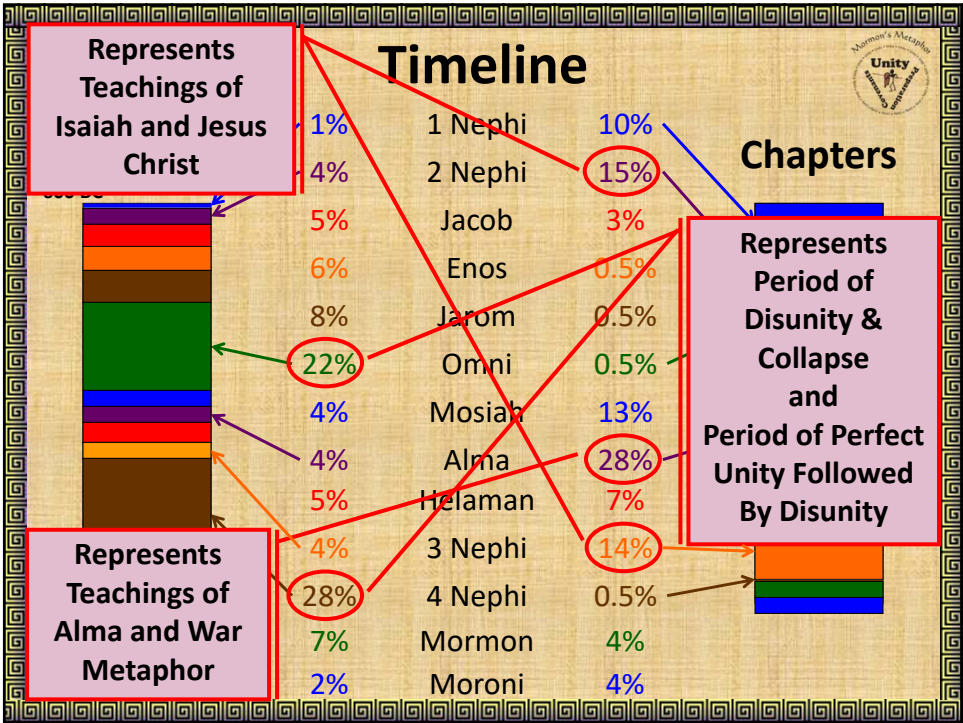 Timeline
Mormon's Metaphor
Unity
Preparation
Covenants
Represents
Teachings of
Isaiah and Jesus
Christ
Chapters
1% 1 Nephi 10%
4% 2 Nephi 15%
5% Jacob 3%
6% Enos 0.5%
8% Jarom 0.5%
22% Omni 0.5%
4% Mosiah 13%
4% Alma 28%
5% Helaman 7%
4% 3 Nephi 14%
28% 4 Nephi 0.5%
7% Mormon 4%
2% Moroni 4%
Represents
Period of
Disunity &
Collapse
and
Period of Perfect
Unity Followed
By Disunity
Represents
Teachings of
Alma and War
Metaphor